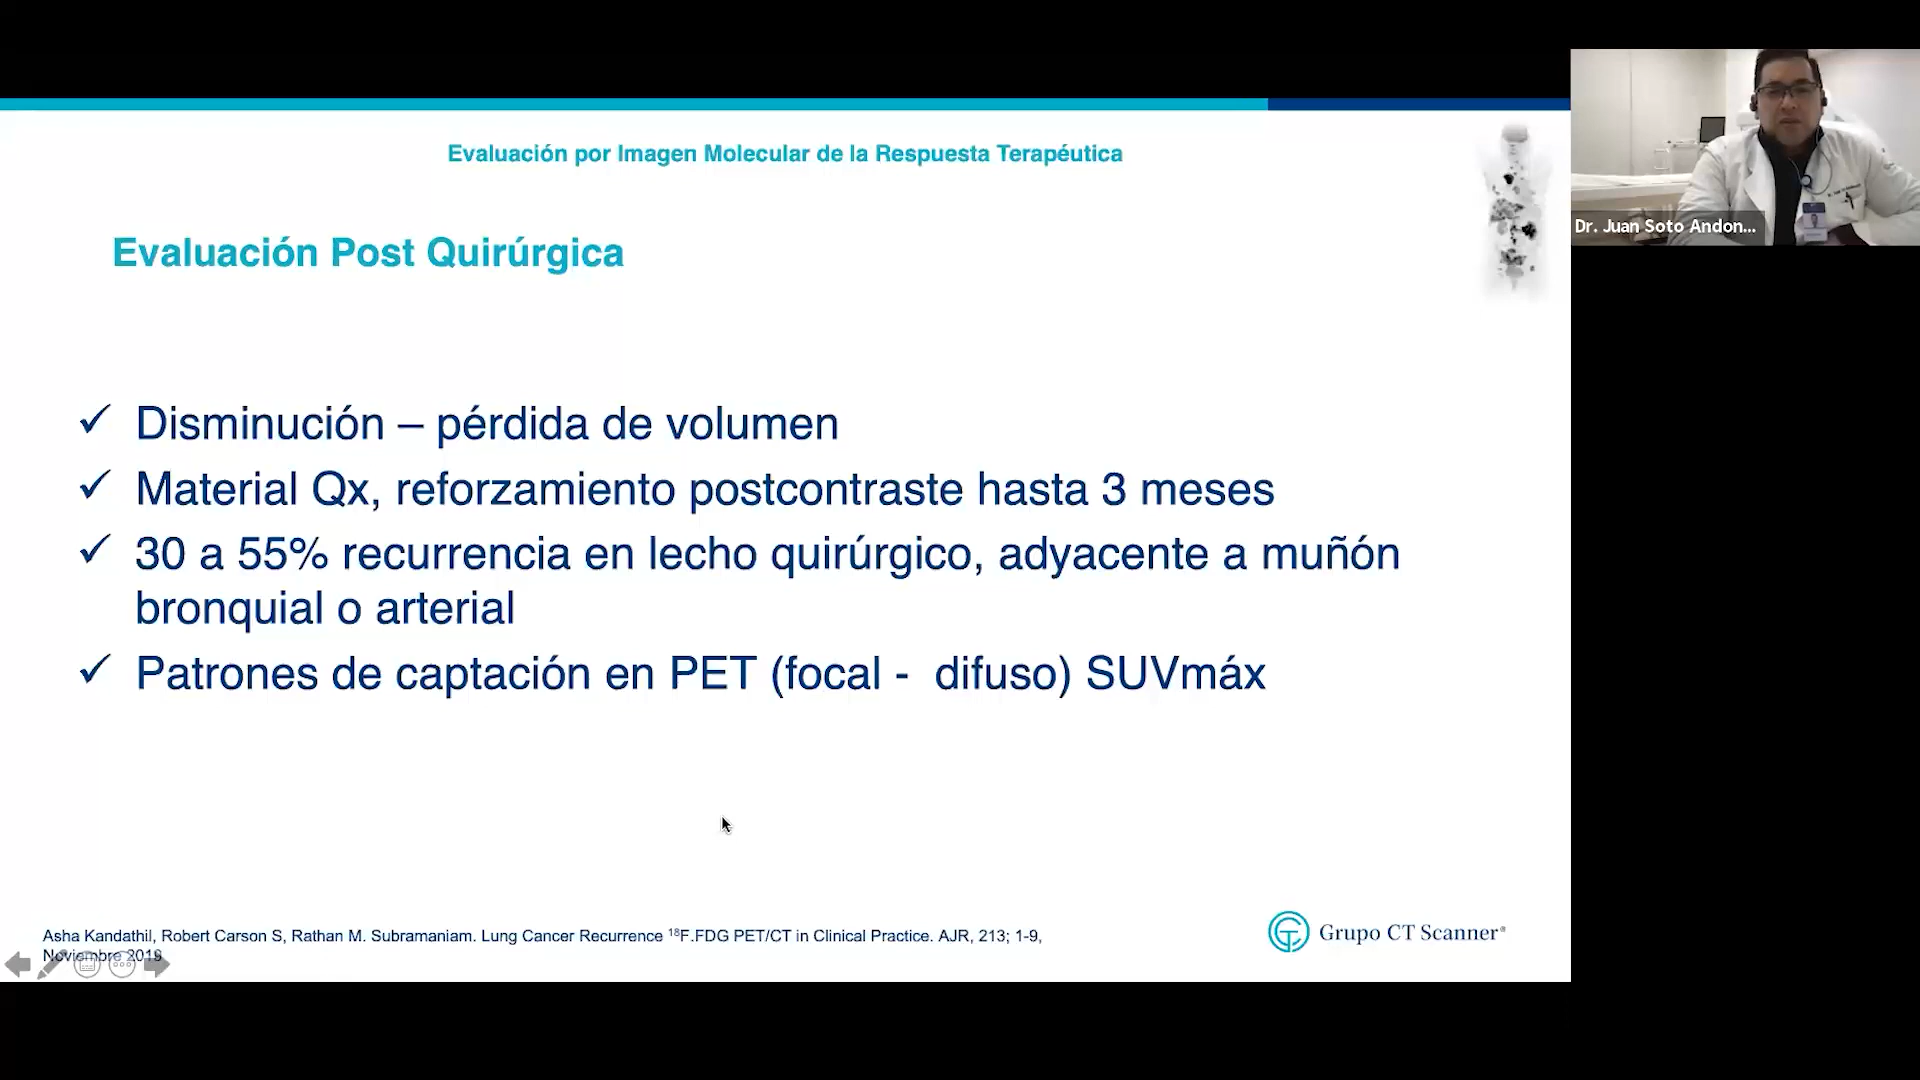 Evaluación por Imagen Molecular de la Respuesta Terapéutica
Dr. Juan Soto Andon...
Evaluación Post Quirúrgica
✓ Disminución – pérdida de volumen
✓ Material Qx, reforzamiento postcontraste hasta 3 meses
✓ 30 a 55% recurrencia en lecho quirúrgico, adyacente a muñón
bronquial o arterial
✓ Patrones de captación en PET (focal - difuso) SUVmáx
Asha Kandathil, Robert Carson S, Rathan M. Subramaniam. Lung Cancer Recurrence ¹⁸F.FDG PET/CT in Clinical Practice. AJR, 213; 1-9,
Noviembre 2019
Grupo CT Scanner®